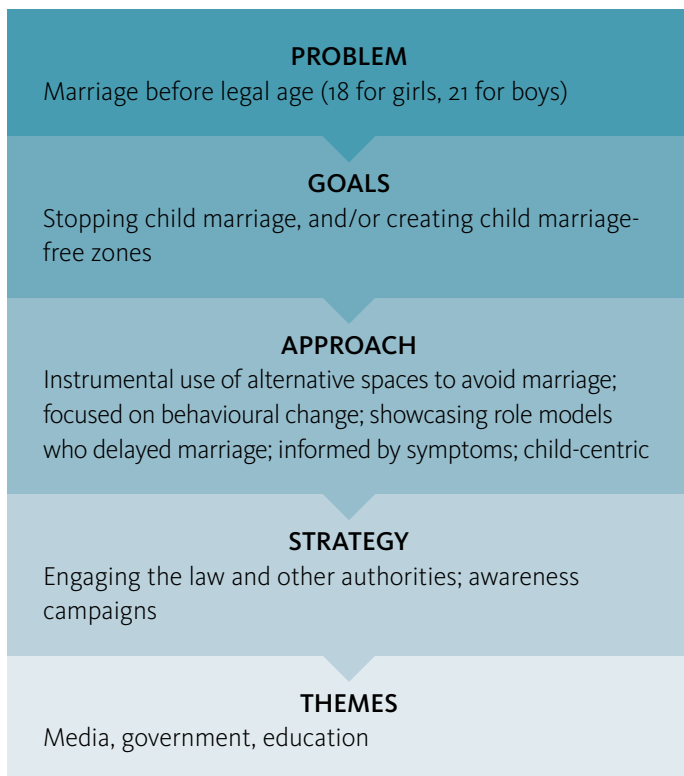 PROBLEM
Marriage before legal age (18 for girls, 21 for boys)
GOALS
Stopping child marriage, and/or creating child marriage-
free zones
APPROACH
Instrumental use of alternative spaces to avoid marriage;
focused on behavioural change; showcasing role models
who delayed marriage; informed by symptoms; child-centric
STRATEGY
Engaging the law and other authorities; awareness
campaigns
THEMES
Media, government, education